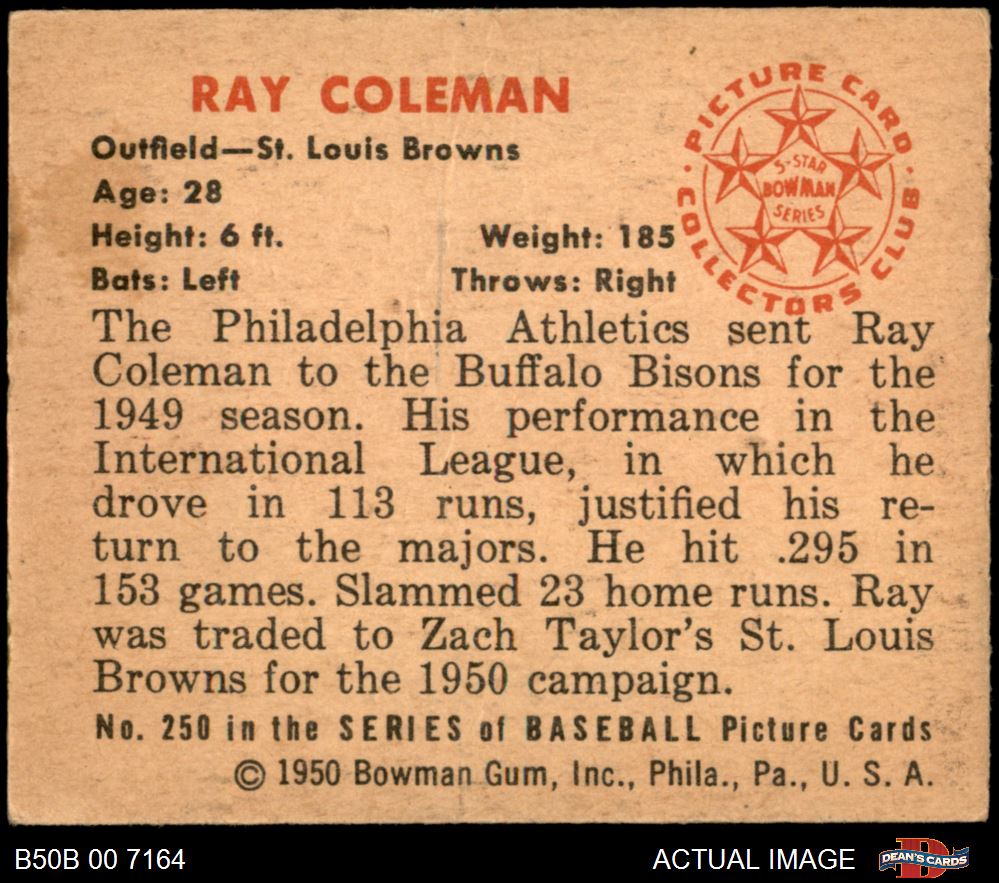 RAY COLEMAN
Outfield—St. Louis Browns
Age: 28
Height: 6 ft. Weight: 185
Bats: Left Throws: Right
· PICTURE CARD ·
COLLECTORS CLUB
5-STAR
BOWMAN
SERIES
The Philadelphia Athletics sent Ray
Coleman to the Buffalo Bisons for the
1949 season. His performance in the
International League, in which he
drove in 113 runs, justified his re-
turn to the majors. He hit .295 in
153 games. Slammed 23 home runs. Ray
was traded to Zach Taylor's St. Louis
Browns for the 1950 campaign.
No. 250 in the SERIES of BASEBALL Picture Cards
© 1950 Bowman Gum, Inc., Phila., Pa., U. S. A.
B50B 00 7164
ACTUAL IMAGE
DEAN'S CARDS